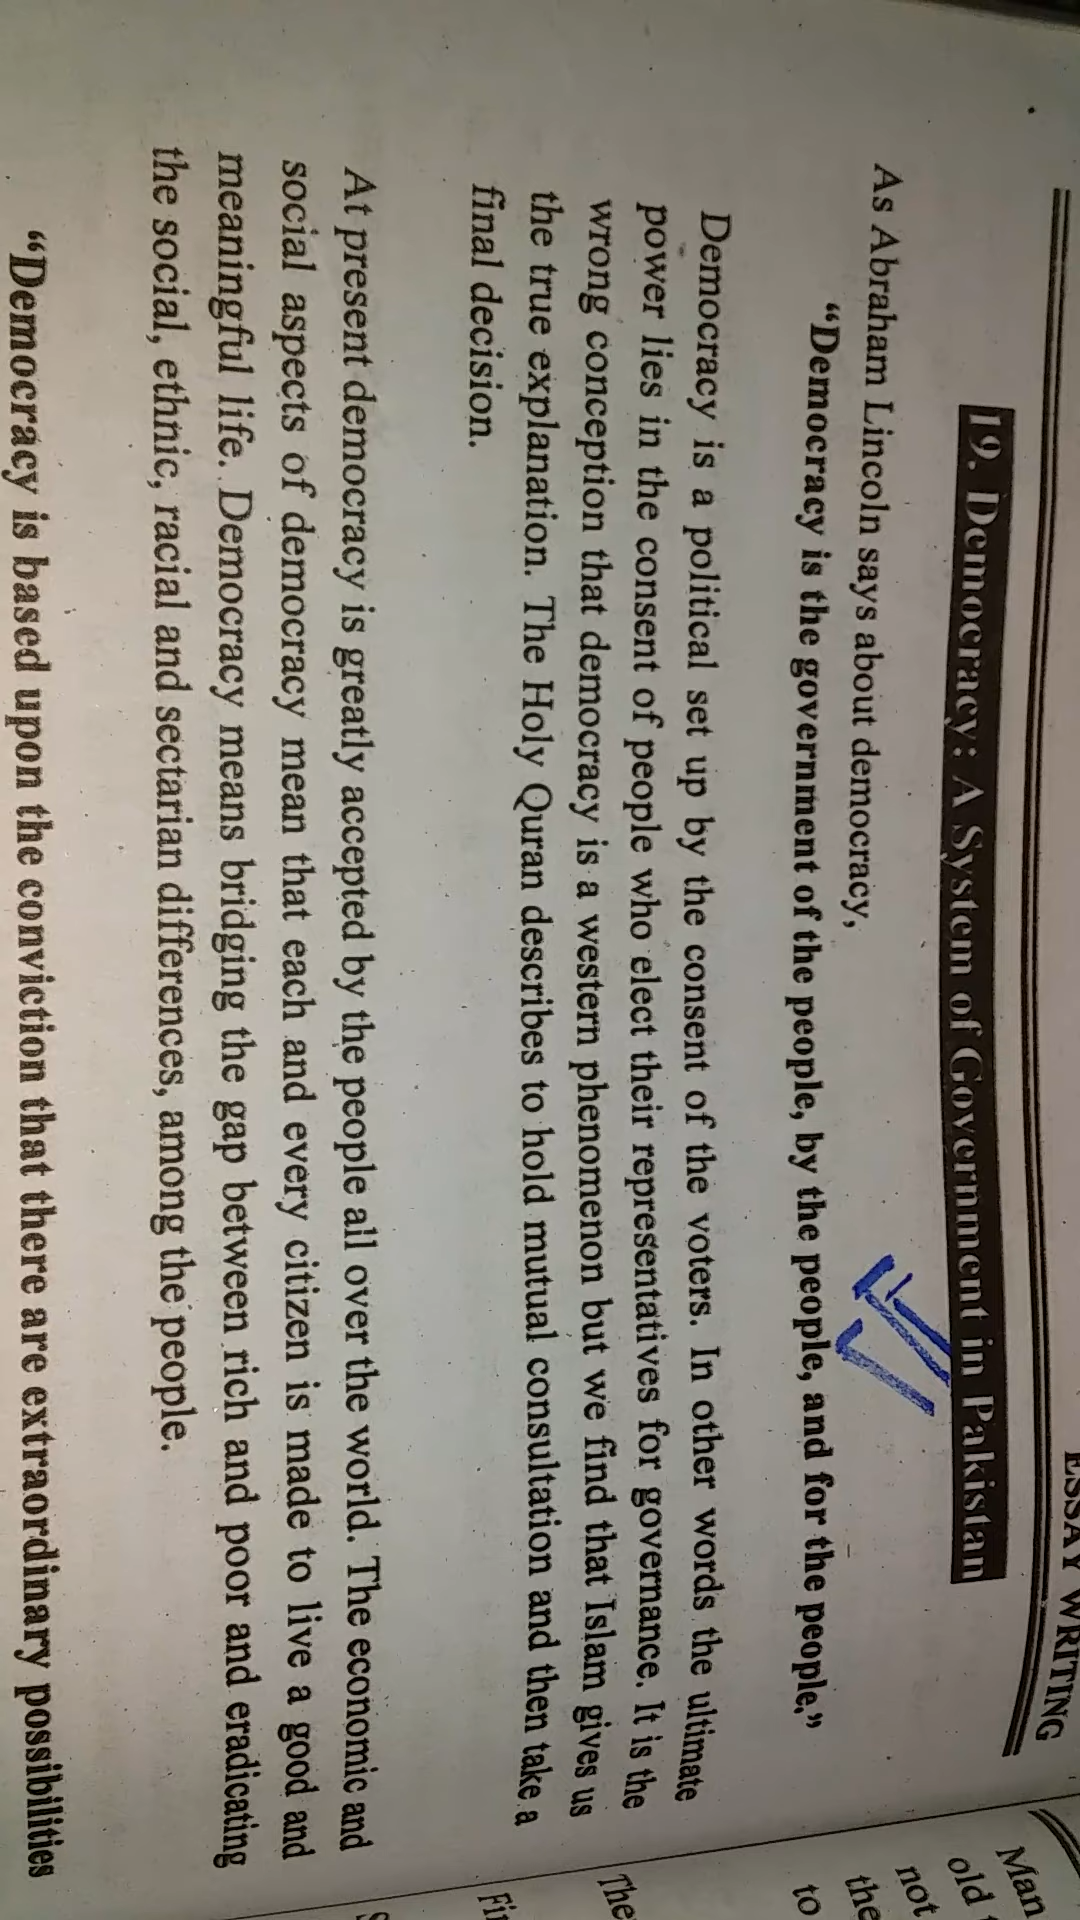 ESSAY WRITING
19. Democracy: A System of Government in Pakistan
As Abraham Lincoln says about democracy,
“Democracy is the government of the people, by the people, and for the people.”
Democracy is a political set up by the consent of the voters. In other words the ultimate
power lies in the consent of people who elect their representatives for governance. It is the
wrong conception that democracy is a western phenomenon but we find that Islam gives us
the true explanation. The Holy Quran describes to hold mutual consultation and then take a
final decision.
At present democracy is greatly accepted by the people all over the world. The economic and
social aspects of democracy mean that each and every citizen is made to live a good and
meaningful life. Democracy means bridging the gap between rich and poor and eradicating
the social, ethnic, racial and sectarian differences, among the people.
“Democracy is based upon the conviction that there are extraordinary possibilities
Man
old
not
the
to
The